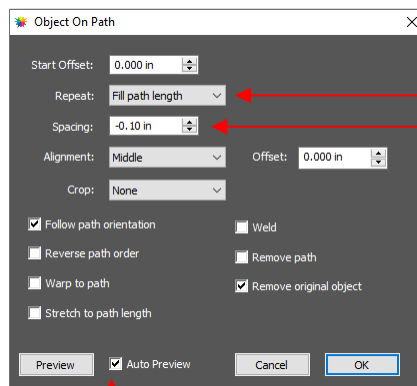 Object On Path
Start Offset: 0.000 in
Repeat: Fill path length
Spacing: -0.10 in
Alignment: Middle Offset: 0.000 in
Crop: None
Follow path orientation Weld
Reverse path order Remove path
Warp to path Remove original object
Stretch to path length
Preview Auto Preview Cancel OK